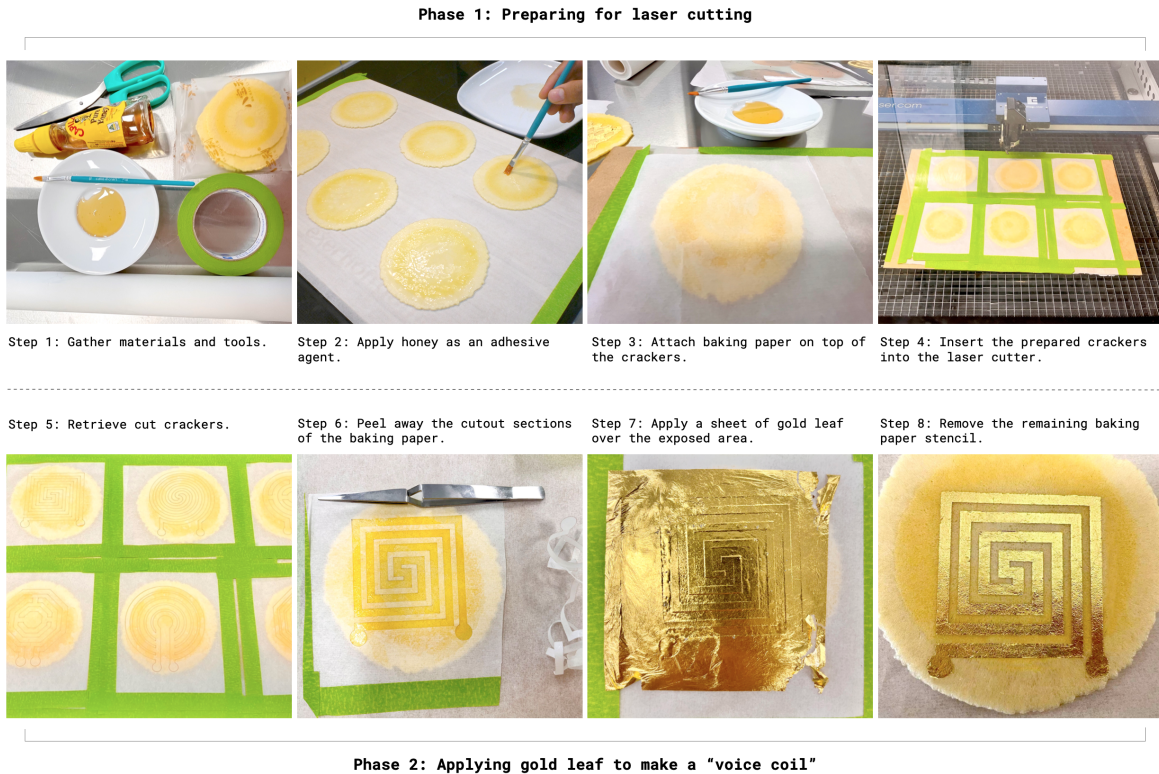 Phase 1: Preparing for laser cutting
ser.com
Step 1: Gather materials and tools.
Step 2: Apply honey as an adhesive
agent.
Step 3: Attach baking paper on top of
the crackers.
Step 4: Insert the prepared crackers
into the laser cutter.
Step 5: Retrieve cut crackers.
Step 6: Peel away the cutout sections
of the baking paper.
Step 7: Apply a sheet of gold leaf
over the exposed area.
Step 8: Remove the remaining baking
paper stencil.
Phase 2: Applying gold leaf to make a “voice coil”